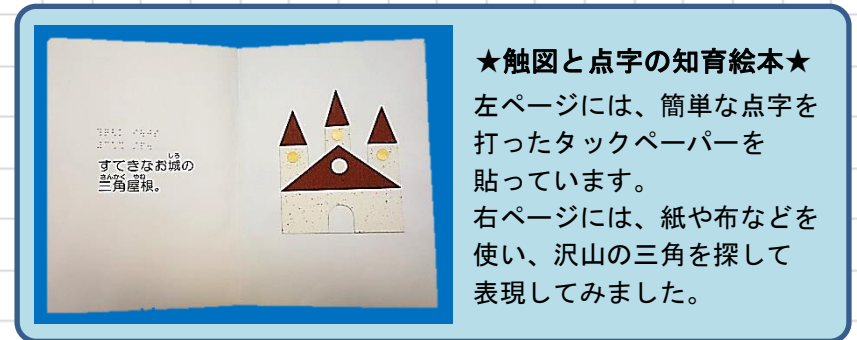 ★触図と点字の知育絵本★
左ページには、簡単な点字を
打ったタックペーパーを
貼っています。
右ページには、紙や布などを
使い、沢山の三角を探して
表現してみました。
すてきなお城の
三角屋根。